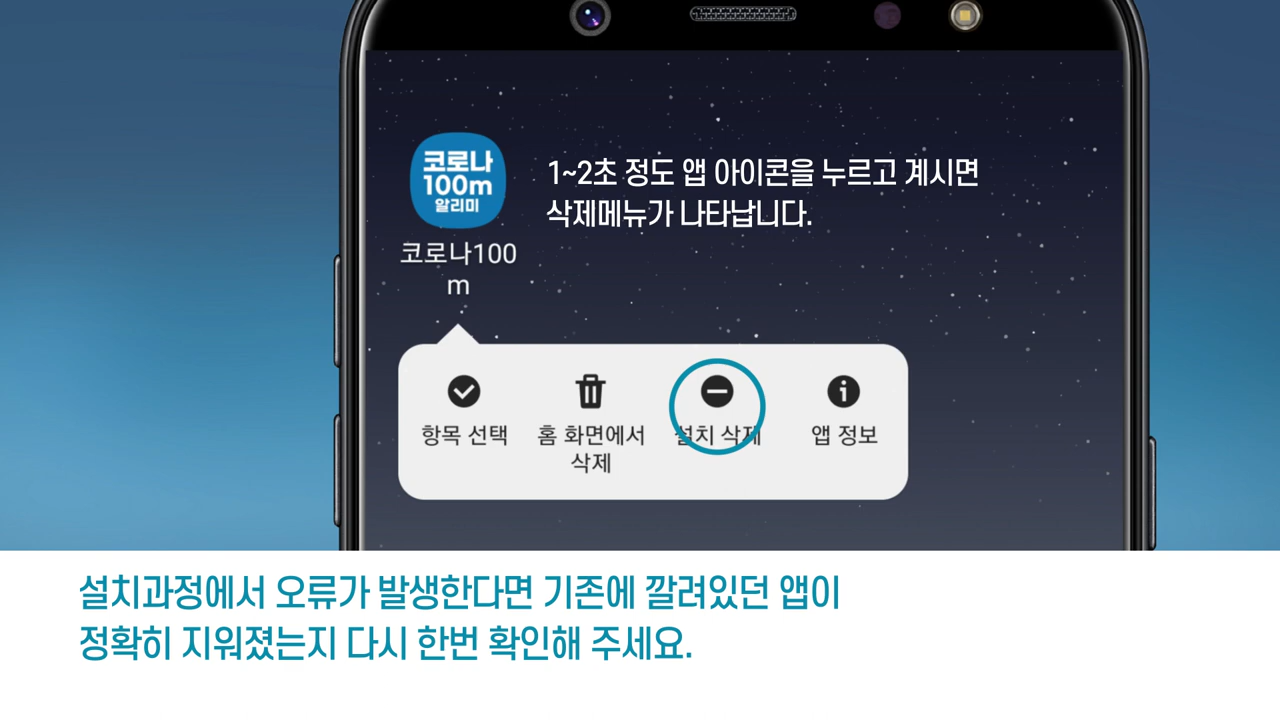 코로나
100m
알리미
1~2초 정도 앱 아이콘을 누르고 계시면
삭제메뉴가 나타납니다.
코로나100
m
항목 선택
홈 화면에서
삭제
설치 삭제
앱 정보
설치과정에서 오류가 발생한다면 기존에 깔려있던 앱이
정확히 지워졌는지 다시 한번 확인해 주세요.